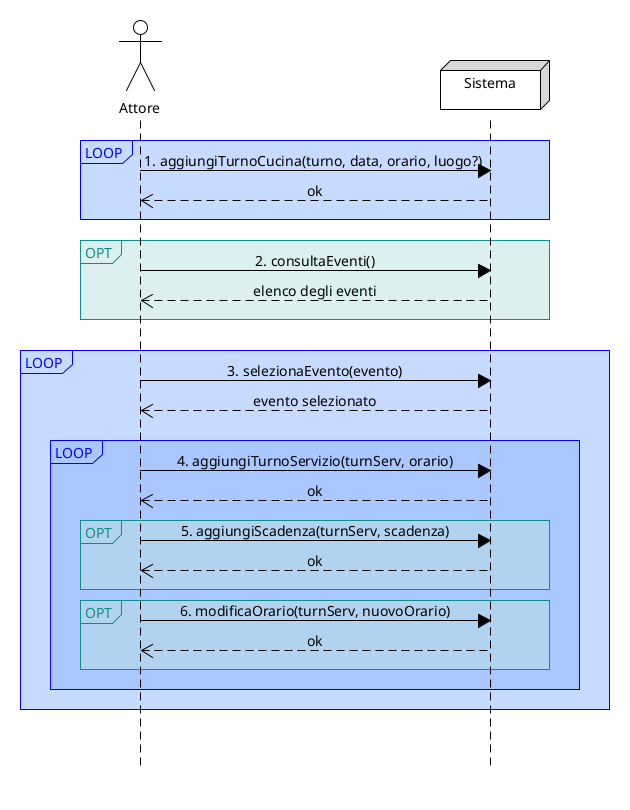 Attore
Sistema
LOOP
1. aggiungiTurnoCucina(turno, data, orario, luogo?)
ok
OPT
2. consultaEventi()
elenco degli eventi
LOOP
3. selezionaEvento(evento)
evento selezionato
LOOP
4. aggiungiTurnoServizio(turnServ, orario)
ok
OPT
5. aggiungiScadenza(turnServ, scadenza)
ok
OPT
6. modificaOrario(turnServ, nuovoOrario)
ok